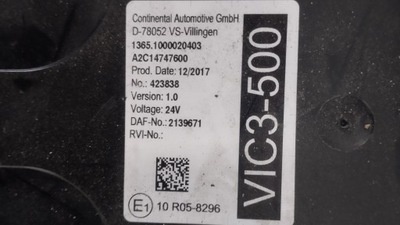 Continental Automotive GmbH
D-78052 VS-Villingen
1365.1000020403
A2C14747600
Prod. Date: 12/2017
No.: 423838
Version: 1.0
Voltage: 24V
DAF-No.: 2139671
RVI-No.:
E1 10 R05-8296
VIC3-500